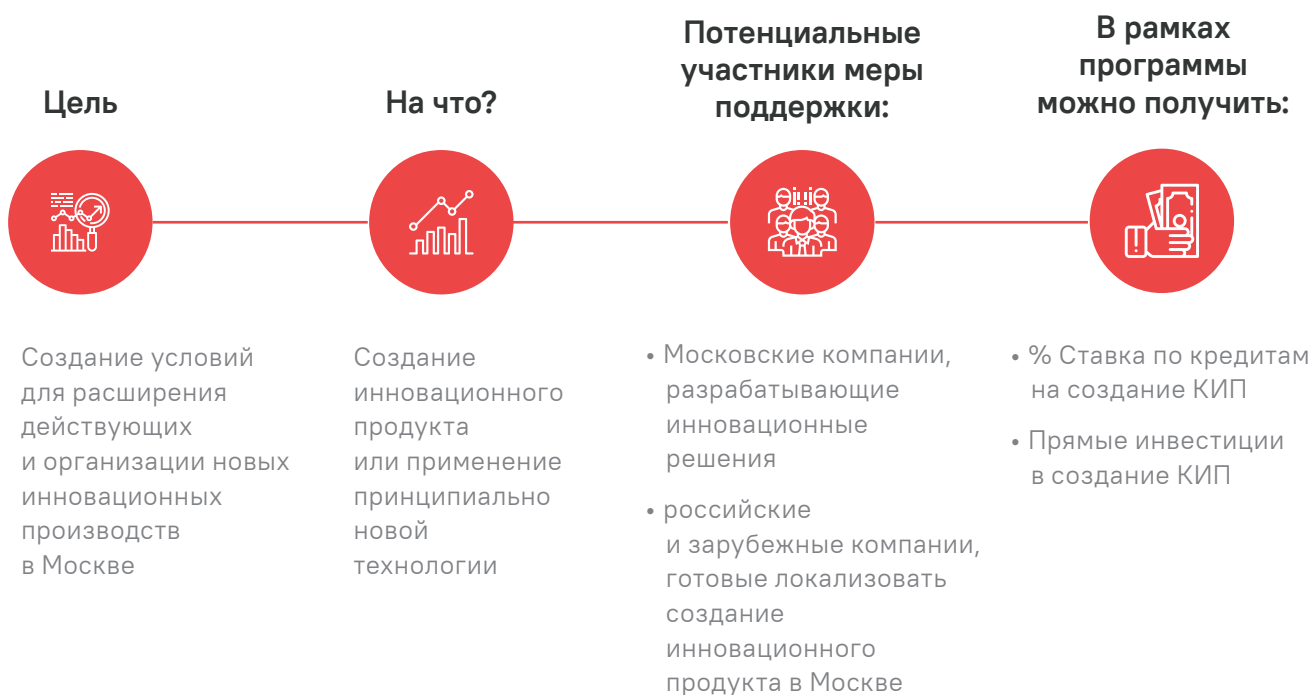 Цель
Создание условий
для расширения
действующих
и организации новых
инновационных
производств
в Москве
На что?
Создание
инновационного
продукта
или применение
принципиально
новой
технологии
Потенциальные
участники меры
поддержки:
• Московские компании,
разрабатывающие
инновационные
решения
• российские
и зарубежные компании,
готовые локализовать
создание
инновационного
продукта в Москве
В рамках
программы
можно получить:
• % Ставка по кредитам
на создание КИП
• Прямые инвестиции
в создание КИП